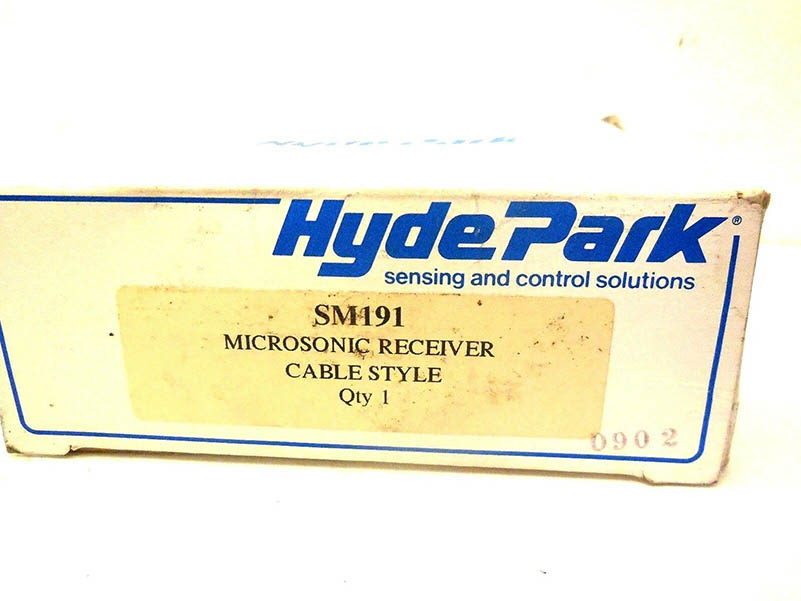 HydePark®
sensing and control solutions
SM191
MICROSONIC RECEIVER
CABLE STYLE
Qty 1
0902